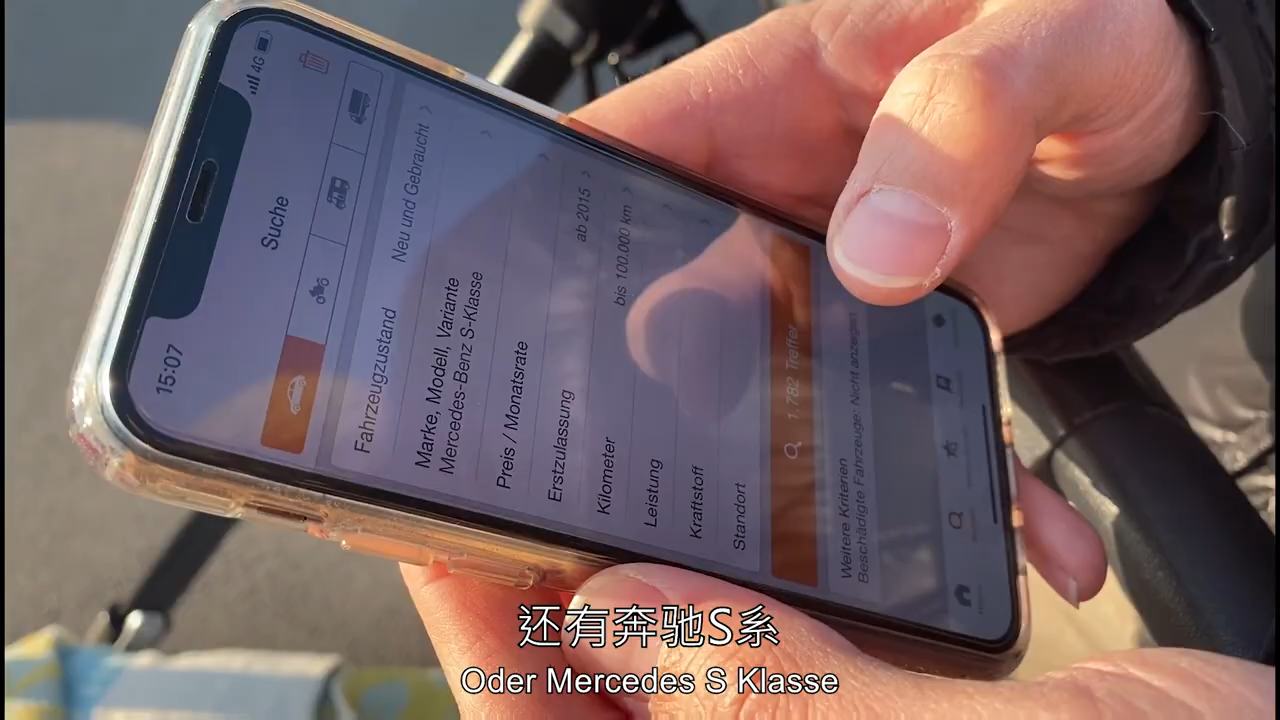 15:07
4G
Suche
Fahrzeugzustand
Neu und Gebraucht
Marke, Modell, Variante
Mercedes-Benz S-Klasse
Preis / Monatsrate
Erstzulassung
ab 2015
Kilometer
bis 100.000 km
Leistung
Kraftstoff
Standort
1.782 Treffer
Weitere Kriterien
Beschädigte Fahrzeuge: Nicht anzeigen
还有奔驰S系
Oder Mercedes S Klasse